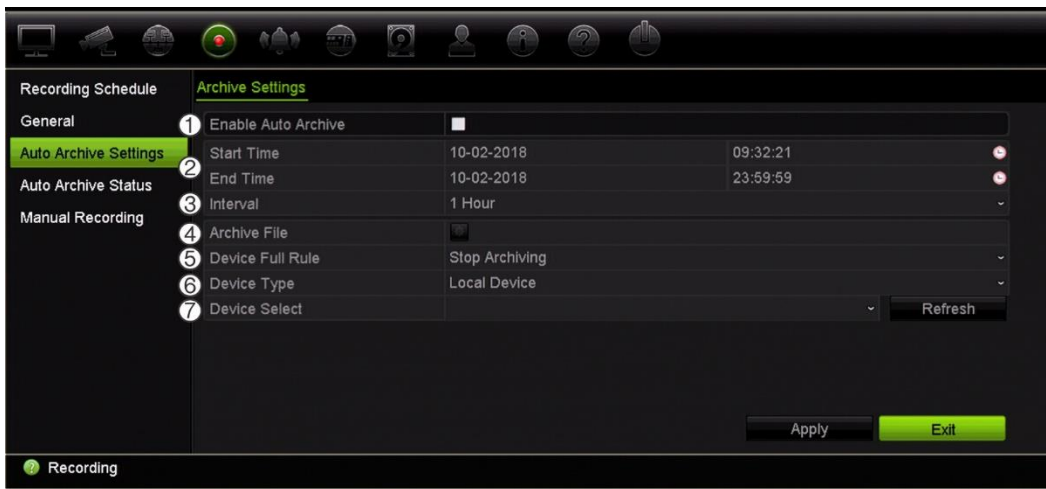 Recording Schedule
General
Auto Archive Settings
Auto Archive Status
Manual Recording
Archive Settings
1 Enable Auto Archive
2
Start Time 10-02-2018 09:32:21
End Time 10-02-2018 23:59:59
3 Interval 1 Hour
4 Archive File
5 Device Full Rule Stop Archiving
6 Device Type Local Device
7 Device Select Refresh
Apply Exit
? Recording